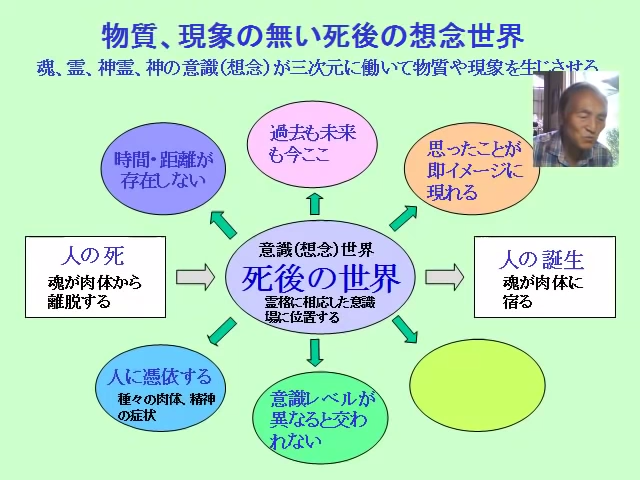 物質、現象の無い死後の想念世界
魂、霊、神霊、神の意識(想念)が三次元に働いて物質や現象を生じさせる
過去も未来
も今ここ
時間・距離が
存在しない
思ったことが
即イメージに
現れる
人の死
魂が肉体から
離脱する
意識(想念)世界
死後の世界
霊格に相応した意識
場に位置する
人の誕生
魂が肉体に
宿る
人に憑依する
種々の肉体、精神
の症状
意識レベルが
異なると交わ
れない